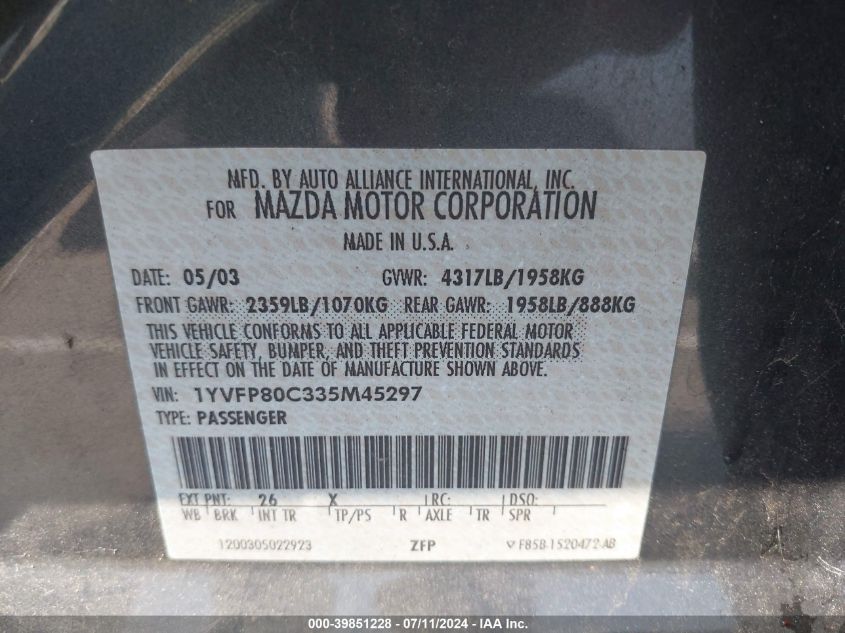 MFD. BY AUTO ALLIANCE INTERNATIONAL, INC.
FOR MAZDA MOTOR CORPORATION
MADE IN U.S.A.
DATE: 05/03 GVWR: 4317LB/1958KG
FRONT GAWR: 2359LB/1070KG REAR GAWR: 1958LB/888KG
THIS VEHICLE CONFORMS TO ALL APPLICABLE FEDERAL MOTOR
VEHICLE SAFETY, BUMPER, AND THEFT PREVENTION STANDARDS
IN EFFECT ON THE DATE OF MANUFACTURE SHOWN ABOVE.
VIN: 1YVFP80C335M45297
TYPE: PASSENGER
EXT PNT: 26 X RC: DSO:
WB BRK INT TR TP/PS R AXLE TR SPR
1200305022923 ZFP F85B-1520472-AB
000-39851228 - 07/11/2024 - IAA Inc.